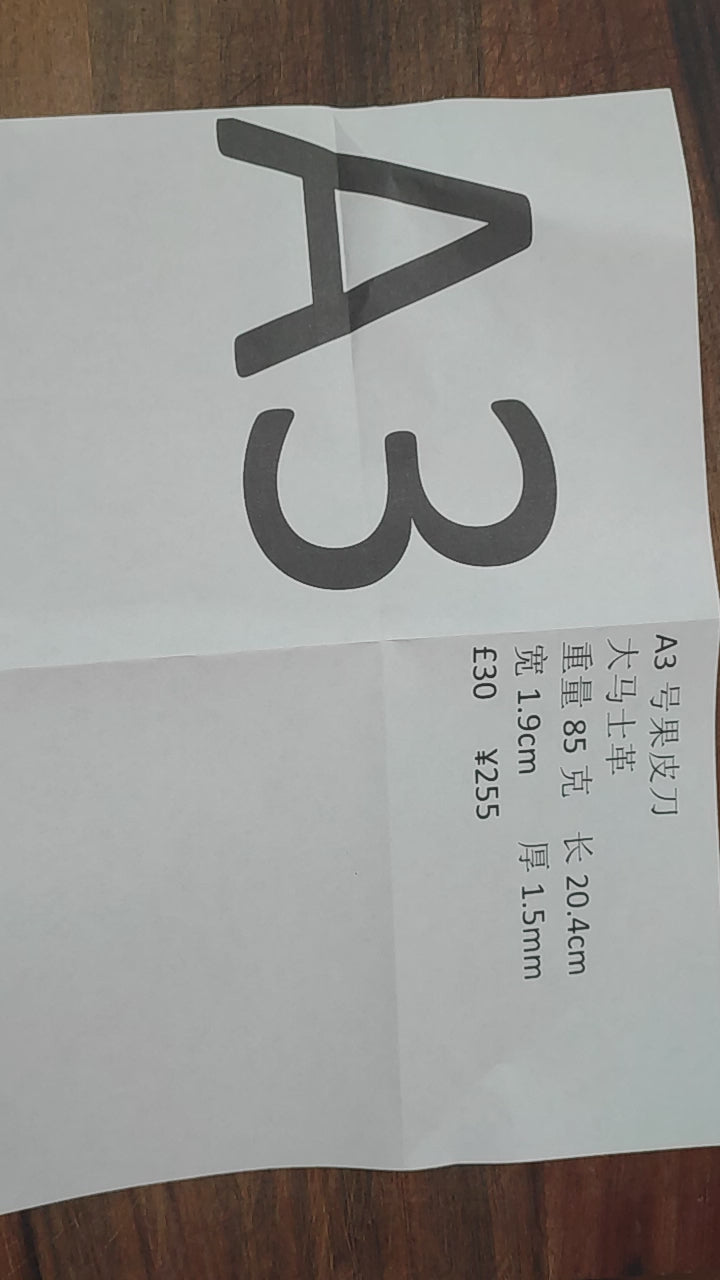 A3
A3 号果皮刀
大马士革
重量 85 克 长 20.4cm
宽 1.9cm 厚 1.5mm
£30 ¥255